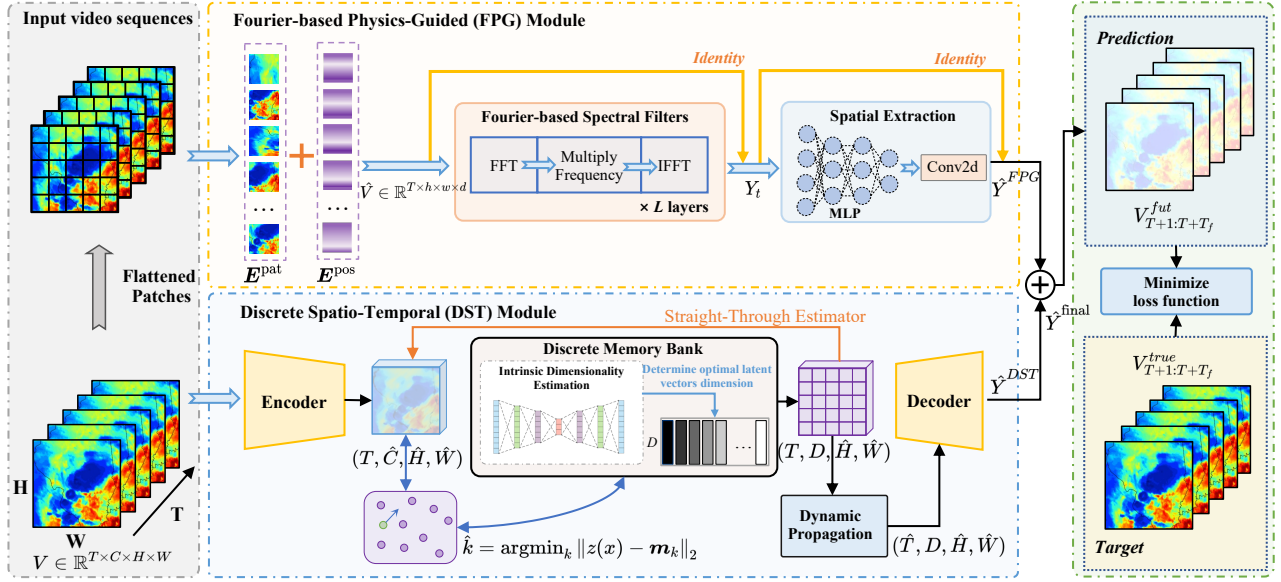 Input video sequences
Flattened
Patches
H
W
T
V ∈ ℝ^{T×C×H×W}
Fourier-based Physics-Guided (FPG) Module
...
E^{pat}
+
...
E^{pos}
V̂ ∈ ℝ^{T×h×w×d}
Identity
Fourier-based Spectral Filters
FFT
Multiply
Frequency
IFFT
× L layers
Y_t
Identity
Spatial Extraction
MLP
Conv2d
Ŷ^{FPG}
Discrete Spatio-Temporal (DST) Module
Straight-Through Estimator
Encoder
(T, Ĉ, Ĥ, Ŵ)
Discrete Memory Bank
Intrinsic Dimensionality
Estimation
Determine optimal latent
vectors dimension
D
...
(T, D, Ĥ, Ŵ)
k̂ = argmin_k ‖z(x) − m_k‖_2
Dynamic
Propagation
(T̂, D, Ĥ, Ŵ)
Decoder
Ŷ^{DST}
+
Ŷ^{final}
Prediction
V^{fut}_{T+1:T+T_f}
Minimize
loss function
V^{true}_{T+1:T+T_f}
Target